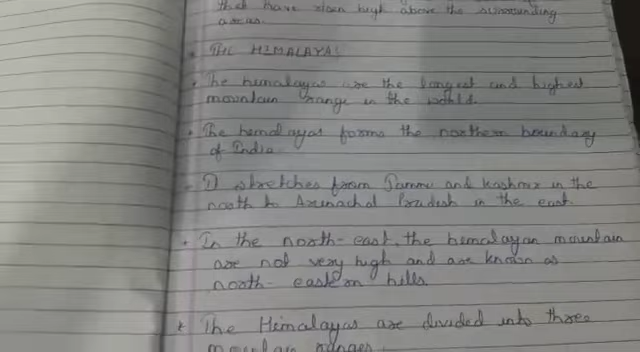 that have risen high above the surrounding
areas.
THE HIMALAYAS
The himalayas are the longest and highest
mountain range in the world.
The himalayas forms the northern boundary
of India
It stretches from Jammu and Kashmir in the
north to Arunachal Pradesh in the east.
In the north-east, the himalayan mountain
are not very high and are known as
north-eastern hills.
The Himalayas are divided into three
mountain ranges.